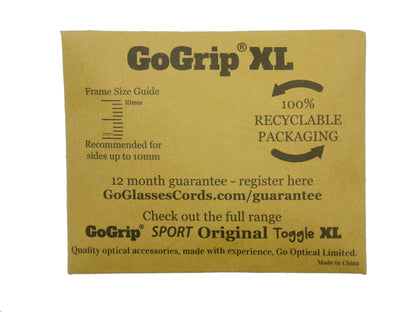 GoGrip® XL
Frame Size Guide
10mm
mm
Recommended for
sides up to 10mm
100%
RECYCLABLE
PACKAGING
12 month guarantee - register here
GoGlassesCords.com/guarantee
Check out the full range
GoGrip® SPORT Original Toggle XL
Quality optical accessories, made with experience, Go Optical Limited.
Made in China